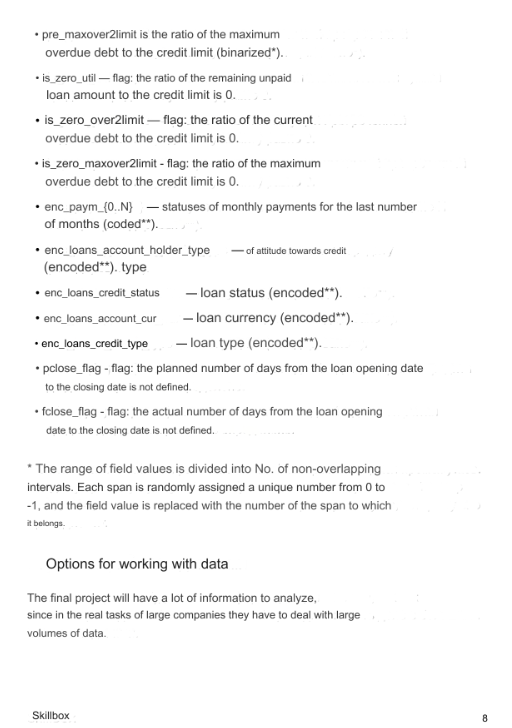 • pre_maxover2limit is the ratio of the maximum
overdue debt to the credit limit (binarized*).
• is_zero_util — flag: the ratio of the remaining unpaid
loan amount to the credit limit is 0.
• is_zero_over2limit — flag: the ratio of the current
overdue debt to the credit limit is 0.
• is_zero_maxover2limit - flag: the ratio of the maximum
overdue debt to the credit limit is 0.
• enc_paym_{0..N} — statuses of monthly payments for the last number
of months (coded**).
• enc_loans_account_holder_type — of attitude towards credit
(encoded**). type
• enc_loans_credit_status — loan status (encoded**).
• enc_loans_account_cur — loan currency (encoded**).
• enc_loans_credit_type — loan type (encoded**).
• pclose_flag - flag: the planned number of days from the loan opening date
to the closing date is not defined.
• fclose_flag - flag: the actual number of days from the loan opening
date to the closing date is not defined.
* The range of field values is divided into No. of non-overlapping
intervals. Each span is randomly assigned a unique number from 0 to
-1, and the field value is replaced with the number of the span to which
it belongs.
Options for working with data
The final project will have a lot of information to analyze,
since in the real tasks of large companies they have to deal with large
volumes of data.
Skillbox
8